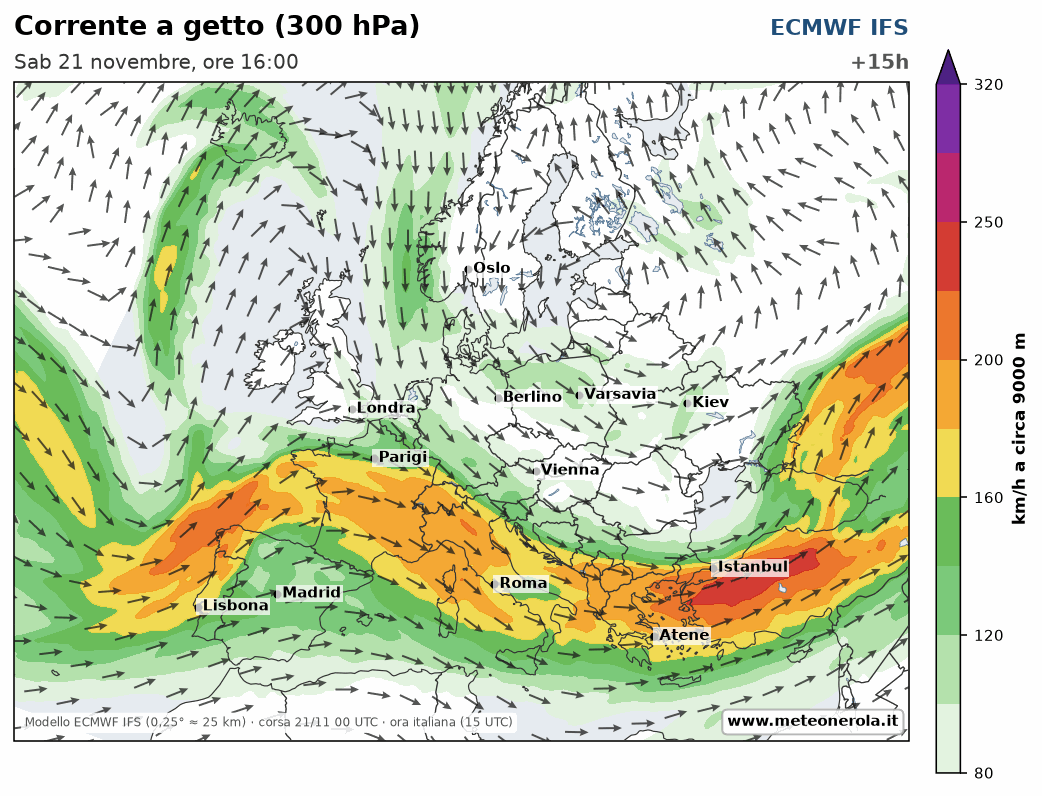 Corrente a getto (300 hPa)
ECMWF IFS
Sab 21 novembre, ore 16:00
+15h
320
250
200
160
120
80
km/h a circa 9000 m
Oslo
Londra
Berlino
Varsavia
Kiev
Parigi
Vienna
Istanbul
Roma
Madrid
Lisbona
Atene
Modello ECMWF IFS (0,25° ≈ 25 km) · corsa 21/11 00 UTC · ora italiana (15 UTC)
www.meteonerola.it